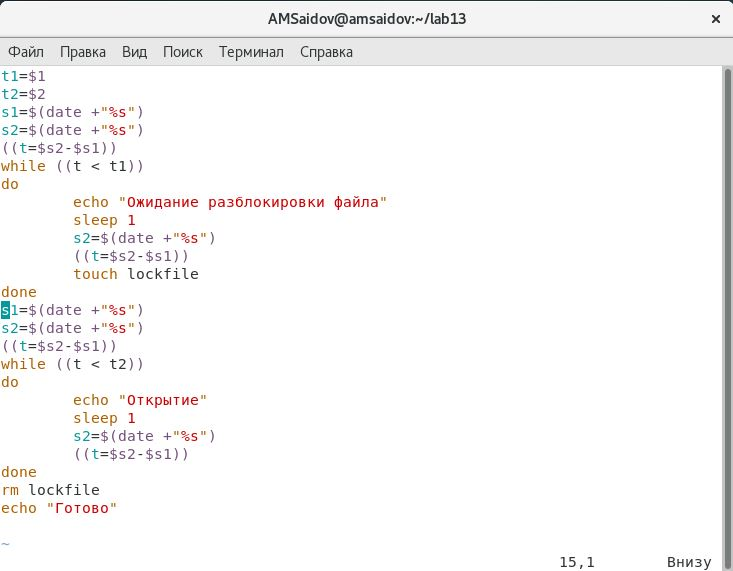 AMSaidov@amsaidov:~/lab13
×
Файл Правка Вид Поиск Терминал Справка
t1=$1
t2=$2
s1=$(date +"%s")
s2=$(date +"%s")
((t=$s2-$s1))
while ((t < t1))
do
        echo "Ожидание разблокировки файла"
        sleep 1
        s2=$(date +"%s")
        ((t=$s2-$s1))
        touch lockfile
done
s1=$(date +"%s")
s2=$(date +"%s")
((t=$s2-$s1))
while ((t < t2))
do
        echo "Открытие"
        sleep 1
        s2=$(date +"%s")
        ((t=$s2-$s1))
done
rm lockfile
echo "Готово"
~
15,1 Внизу